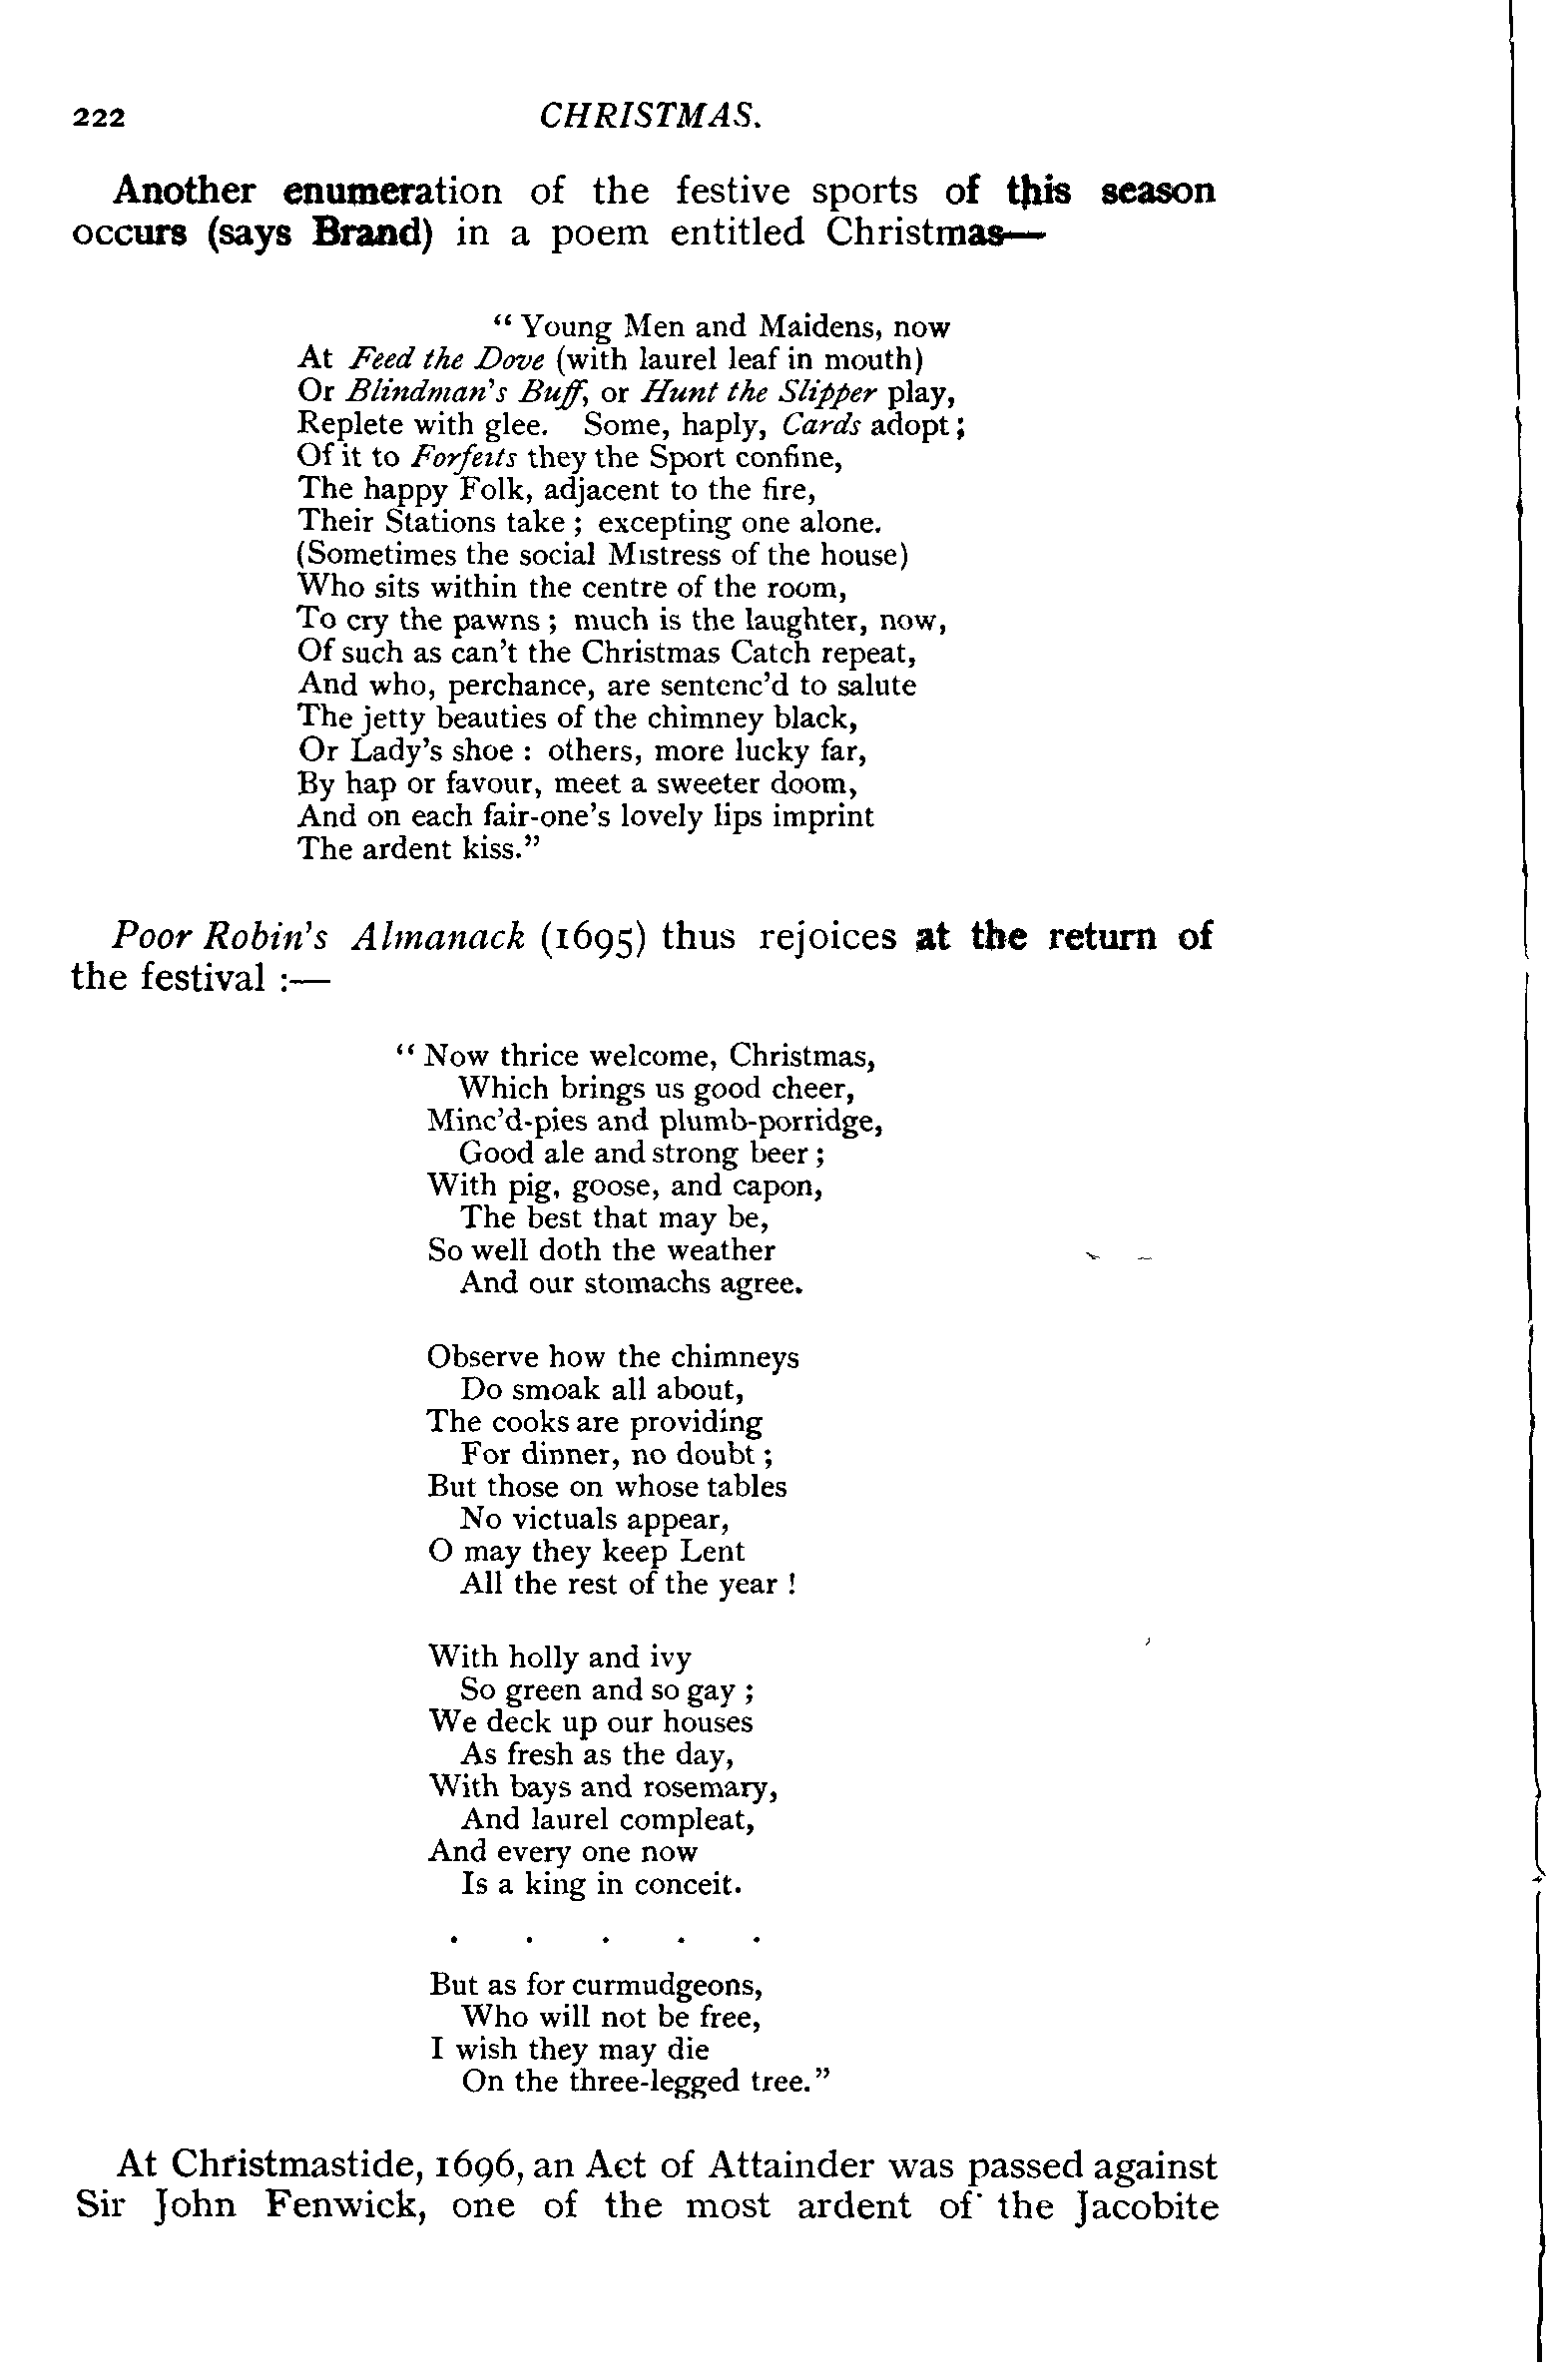 222 CHRISTMAS.
Another enumeration of the festive sports of this season
occurs (says Brand) in a poem entitled Christmas—
“ Young Men and Maidens, now
At Feed the Dove (with laurel leaf in mouth)
Or Blindman's Buff, or Hunt the Slipper play,
Replete with glee. Some, haply, Cards adopt ;
Of it to Forfeits they the Sport confine,
The happy Folk, adjacent to the fire,
Their Stations take ; excepting one alone.
(Sometimes the social Mistress of the house)
Who sits within the centre of the room,
To cry the pawns ; much is the laughter, now,
Of such as can't the Christmas Catch repeat,
And who, perchance, are sentenc'd to salute
The jetty beauties of the chimney black,
Or Lady's shoe : others, more lucky far,
By hap or favour, meet a sweeter doom,
And on each fair-one's lovely lips imprint
The ardent kiss.”
Poor Robin's Almanack (1695) thus rejoices at the return of
the festival :—
“ Now thrice welcome, Christmas,
Which brings us good cheer,
Minc'd-pies and plumb-porridge,
Good ale and strong beer ;
With pig, goose, and capon,
The best that may be,
So well doth the weather
And our stomachs agree.
Observe how the chimneys
Do smoak all about,
The cooks are providing
For dinner, no doubt ;
But those on whose tables
No victuals appear,
O may they keep Lent
All the rest of the year !
With holly and ivy
So green and so gay ;
We deck up our houses
As fresh as the day,
With bays and rosemary,
And laurel compleat,
And every one now
Is a king in conceit.
. . . . .
But as for curmudgeons,
Who will not be free,
I wish they may die
On the three-legged tree.”
At Christmastide, 1696, an Act of Attainder was passed against
Sir John Fenwick, one of the most ardent of the Jacobite